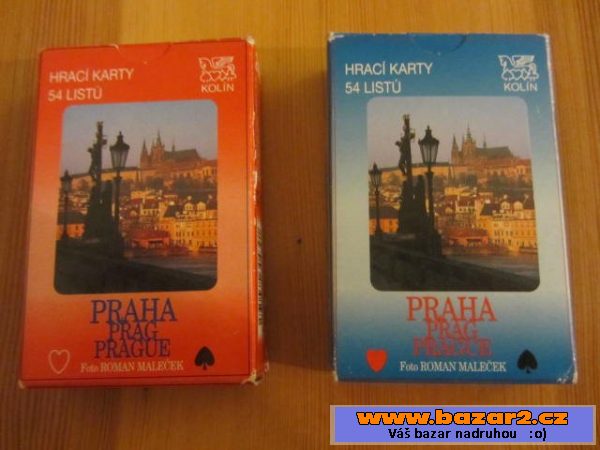 HRACÍ KARTY
54 LISTŮ
KOLÍN
PRAHA
PRAG
PRAGUE
Foto ROMAN MALEČEK
HRACÍ KARTY
54 LISTŮ
KOLÍN
PRAHA
PRAG
PRAGUE
Foto ROMAN MALEČEK
www.bazar2.cz
Váš bazar nadruhou :o)